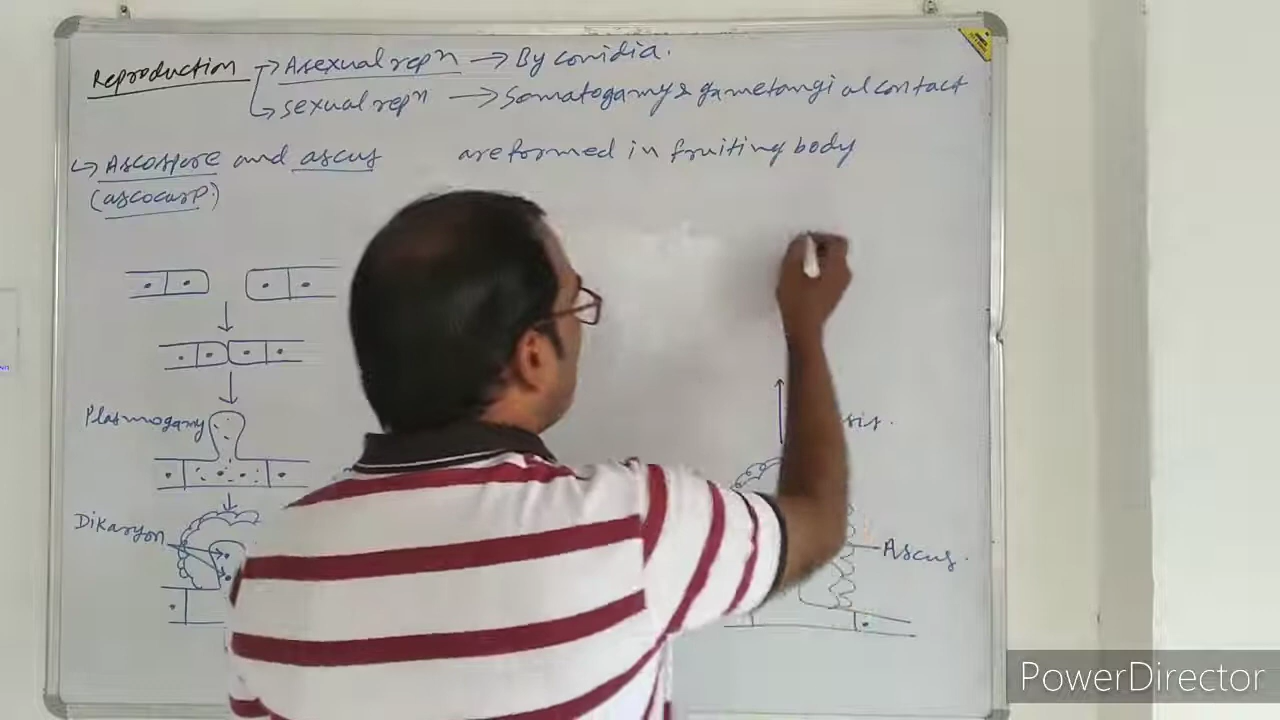 Reproduction → Asexual repⁿ → By conidia.
↳ sexual repⁿ → Somatogamy & gametangial contact
↳ Ascospore and ascus are formed in fruiting body
(ascocarp)
Plasmogamy
Dikaryon
sis.
Ascus.
PowerDirector